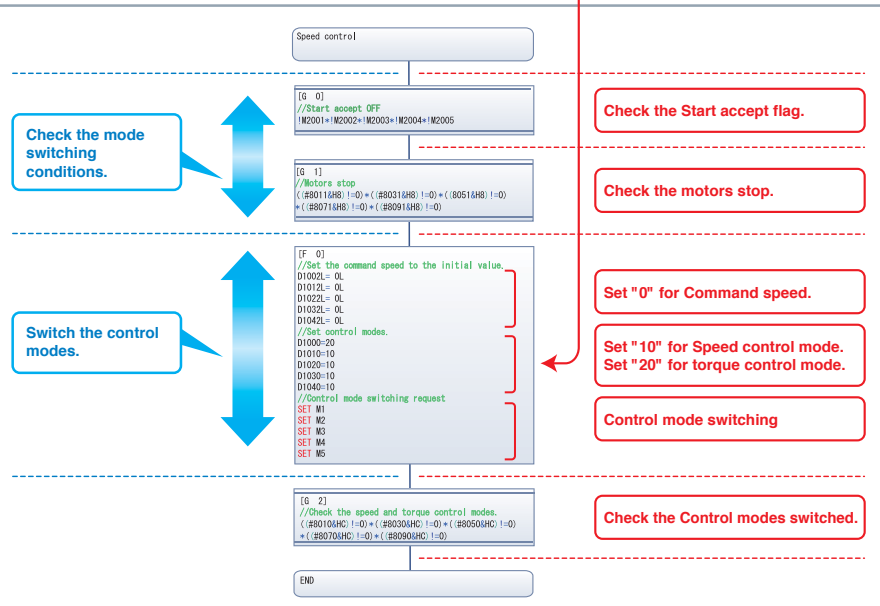 Speed control
[G 0]
//Start accept OFF
!M2001*!M2002*!M2003*!M2004*!M2005
Check the Start accept flag.
Check the mode
switching
conditions.
[G 1]
//Motors stop
((#8011&H8)!=0)*((#8031&H8)!=0)*((8051&H8)!=0)
*((#8071&H8)!=0)*((#8091&H8)!=0)
Check the motors stop.
[F 0]
//Set the command speed to the initial value.
D1002L= 0L
D1012L= 0L
D1022L= 0L
D1032L= 0L
D1042L= 0L
//Set control modes.
D1000=20
D1010=10
D1020=10
D1030=10
D1040=10
//Control mode switching request
SET M1
SET M2
SET M3
SET M4
SET M5
Switch the control
modes.
Set "0" for Command speed.
Set "10" for Speed control mode.
Set "20" for torque control mode.
Control mode switching
[G 2]
//Check the speed and torque control modes.
((#8010&HC)!=0)*((#8030&HC)!=0)*((#8050&HC)!=0)
*((#8070&HC)!=0)*((#8090&HC)!=0)
Check the Control modes switched.
END